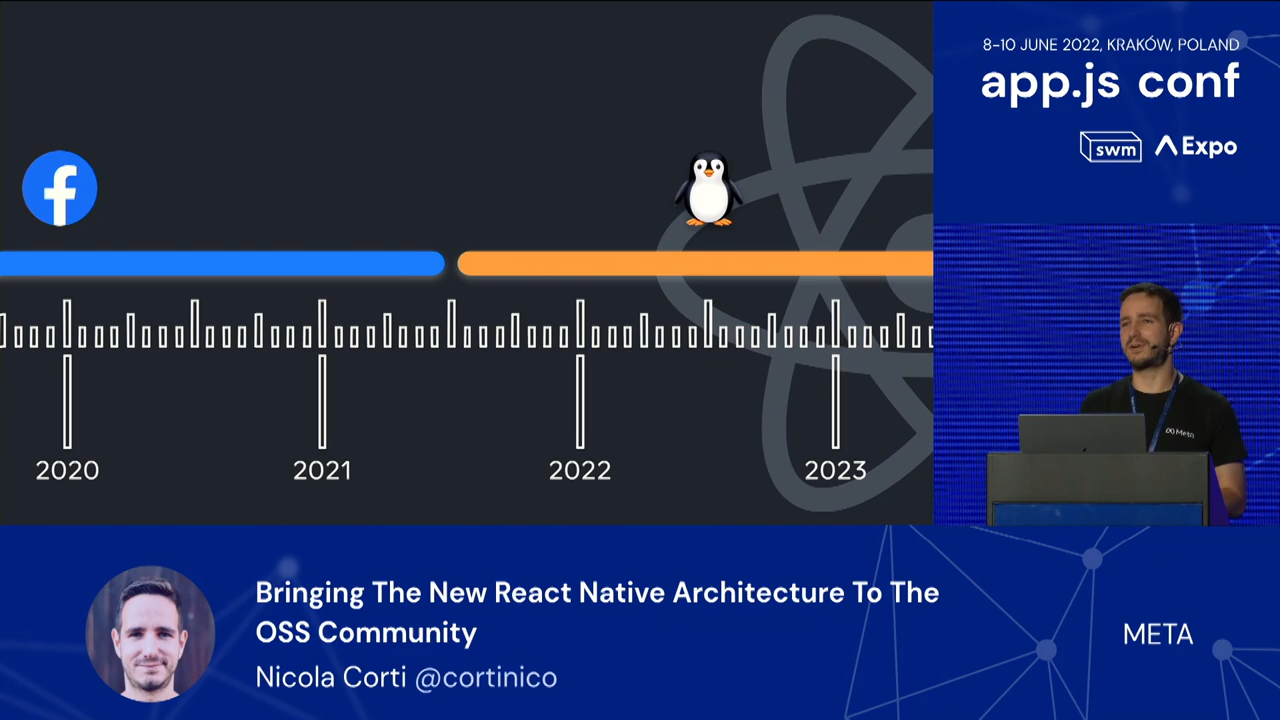 8-10 JUNE 2022, KRAKÓW, POLAND
app.js conf
swm Expo
2020 2021 2022 2023
Meta
Bringing The New React Native Architecture To The
OSS Community
Nicola Corti @cortinico
META